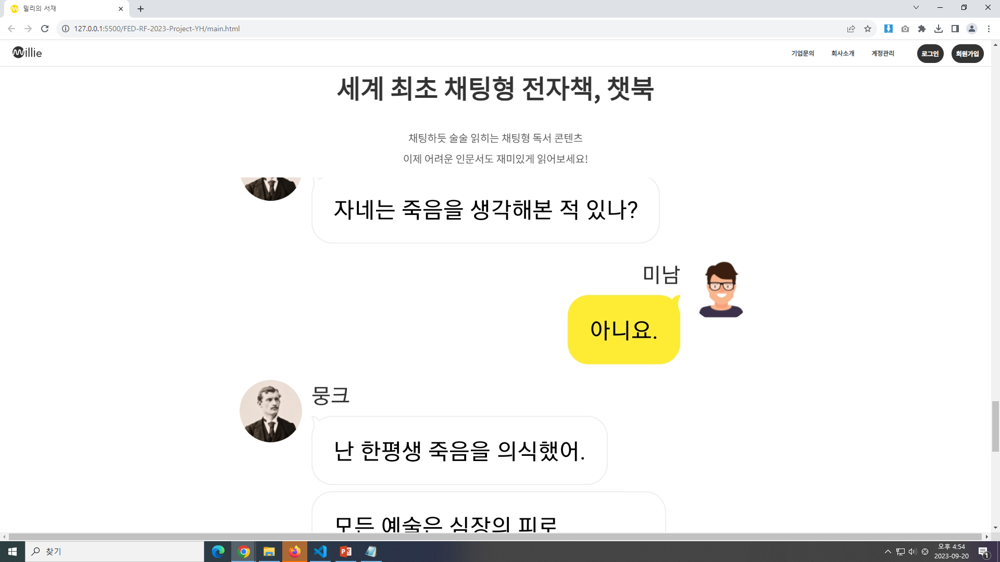 밀리의 서재
127.0.0.1:5500/FED-RF-2023-Project-YH/main.html
Millie
기업문의
회사소개
계정관리
로그인
회원가입
세계 최초 채팅형 전자책, 챗북
채팅하듯 술술 읽히는 채팅형 독서 콘텐츠
이제 어려운 인문서도 재미있게 읽어보세요!
자네는 죽음을 생각해본 적 있나?
미남
아니요.
뭉크
난 한평생 죽음을 의식했어.
모든 예술은 심장의 피로
찾기
오후 4:54
2023-09-20
1